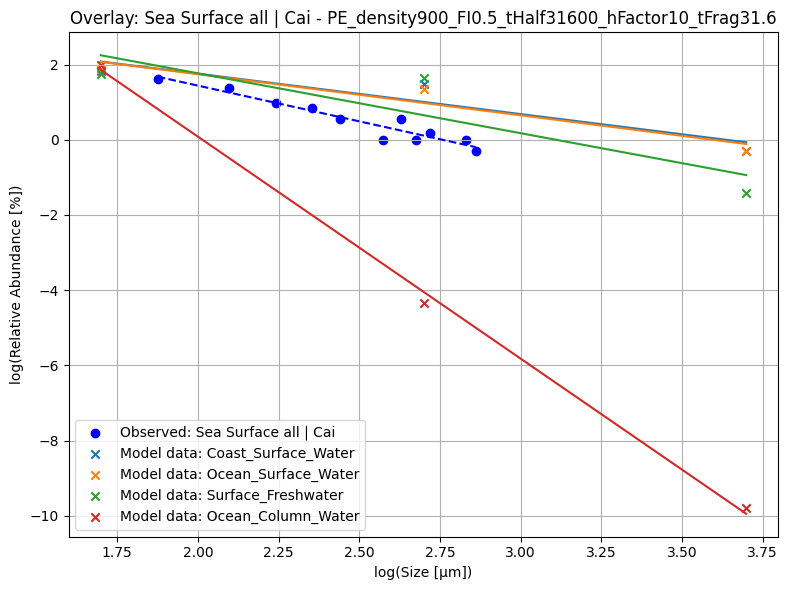 Overlay: Sea Surface all | Cai - PE_density900_FI0.5_tHalf31600_hFactor10_tFrag31.6
log(Relative Abundance [%])
2
0
−2
−4
−6
−8
−10
Observed: Sea Surface all | Cai
Model data: Coast_Surface_Water
Model data: Ocean_Surface_Water
Model data: Surface_Freshwater
Model data: Ocean_Column_Water
1.75
2.00
2.25
2.50
2.75
3.00
3.25
3.50
3.75
log(Size [μm])